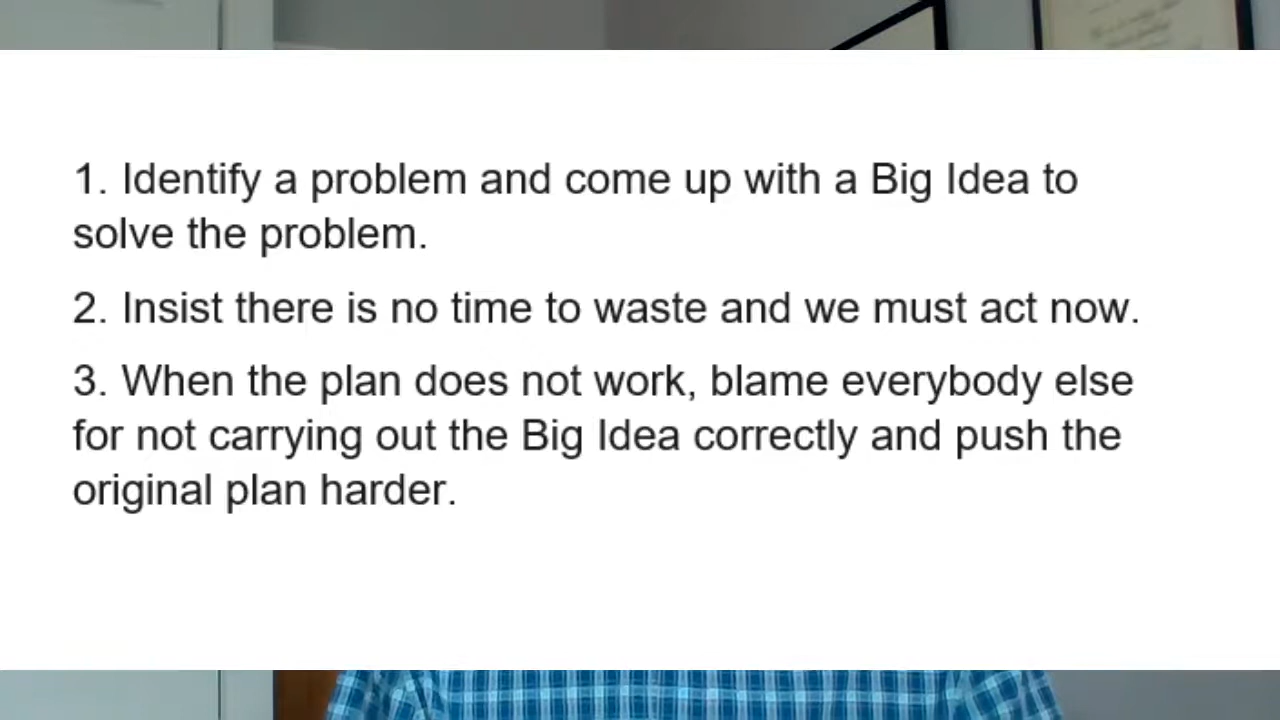 1. Identify a problem and come up with a Big Idea to
solve the problem.
2. Insist there is no time to waste and we must act now.
3. When the plan does not work, blame everybody else
for not carrying out the Big Idea correctly and push the
original plan harder.